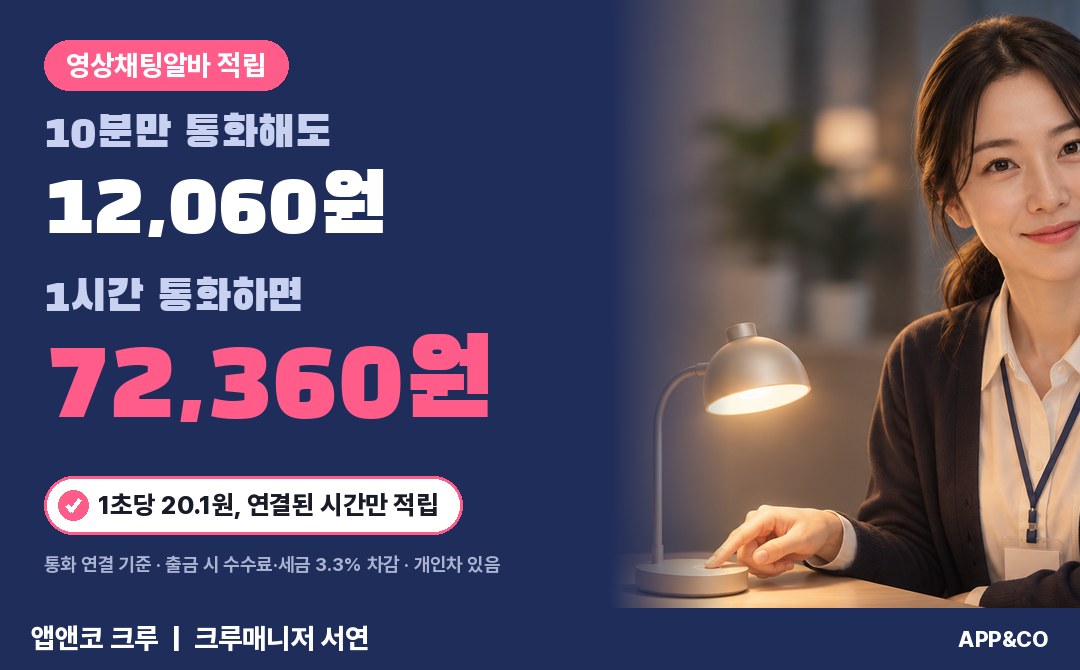 영상채팅알바 적립
10분만 통화해도
12,060원
1시간 통화하면
72,360원
1초당 20.1원, 연결된 시간만 적립
통화 연결 기준 · 출금 시 수수료·세금 3.3% 차감 · 개인차 있음
앱앤코 크루 | 크루매니저 서연
APP&CO